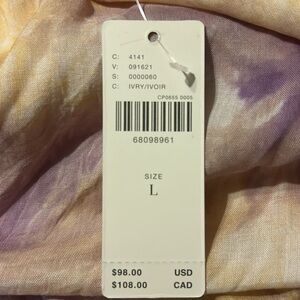 C: 4141
V: 091621
S: 0000060
C: IVRY/IVOIR
CP0655 0005
68098961
SIZE
L
$98.00 USD
$108.00 CAD